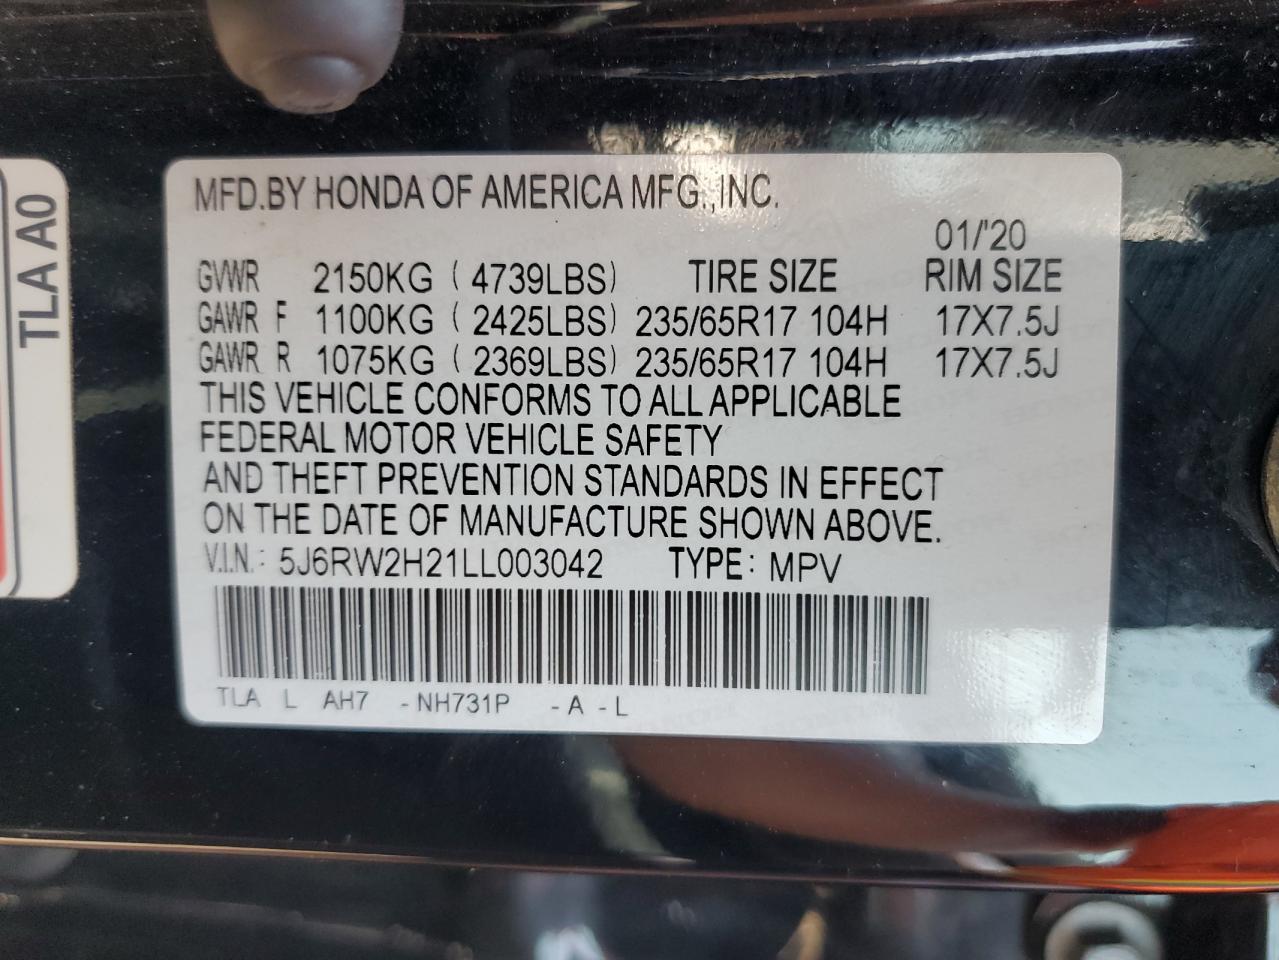 TLA A0
MFD.BY HONDA OF AMERICA MFG.,INC.
01/'20
GVWR 2150KG ( 4739LBS) TIRE SIZE RIM SIZE
GAWR F 1100KG ( 2425LBS) 235/65R17 104H 17X7.5J
GAWR R 1075KG ( 2369LBS) 235/65R17 104H 17X7.5J
THIS VEHICLE CONFORMS TO ALL APPLICABLE
FEDERAL MOTOR VEHICLE SAFETY
AND THEFT PREVENTION STANDARDS IN EFFECT
ON THE DATE OF MANUFACTURE SHOWN ABOVE.
V.I.N.: 5J6RW2H21LL003042 TYPE: MPV
TLA L AH7 -NH731P -A -L